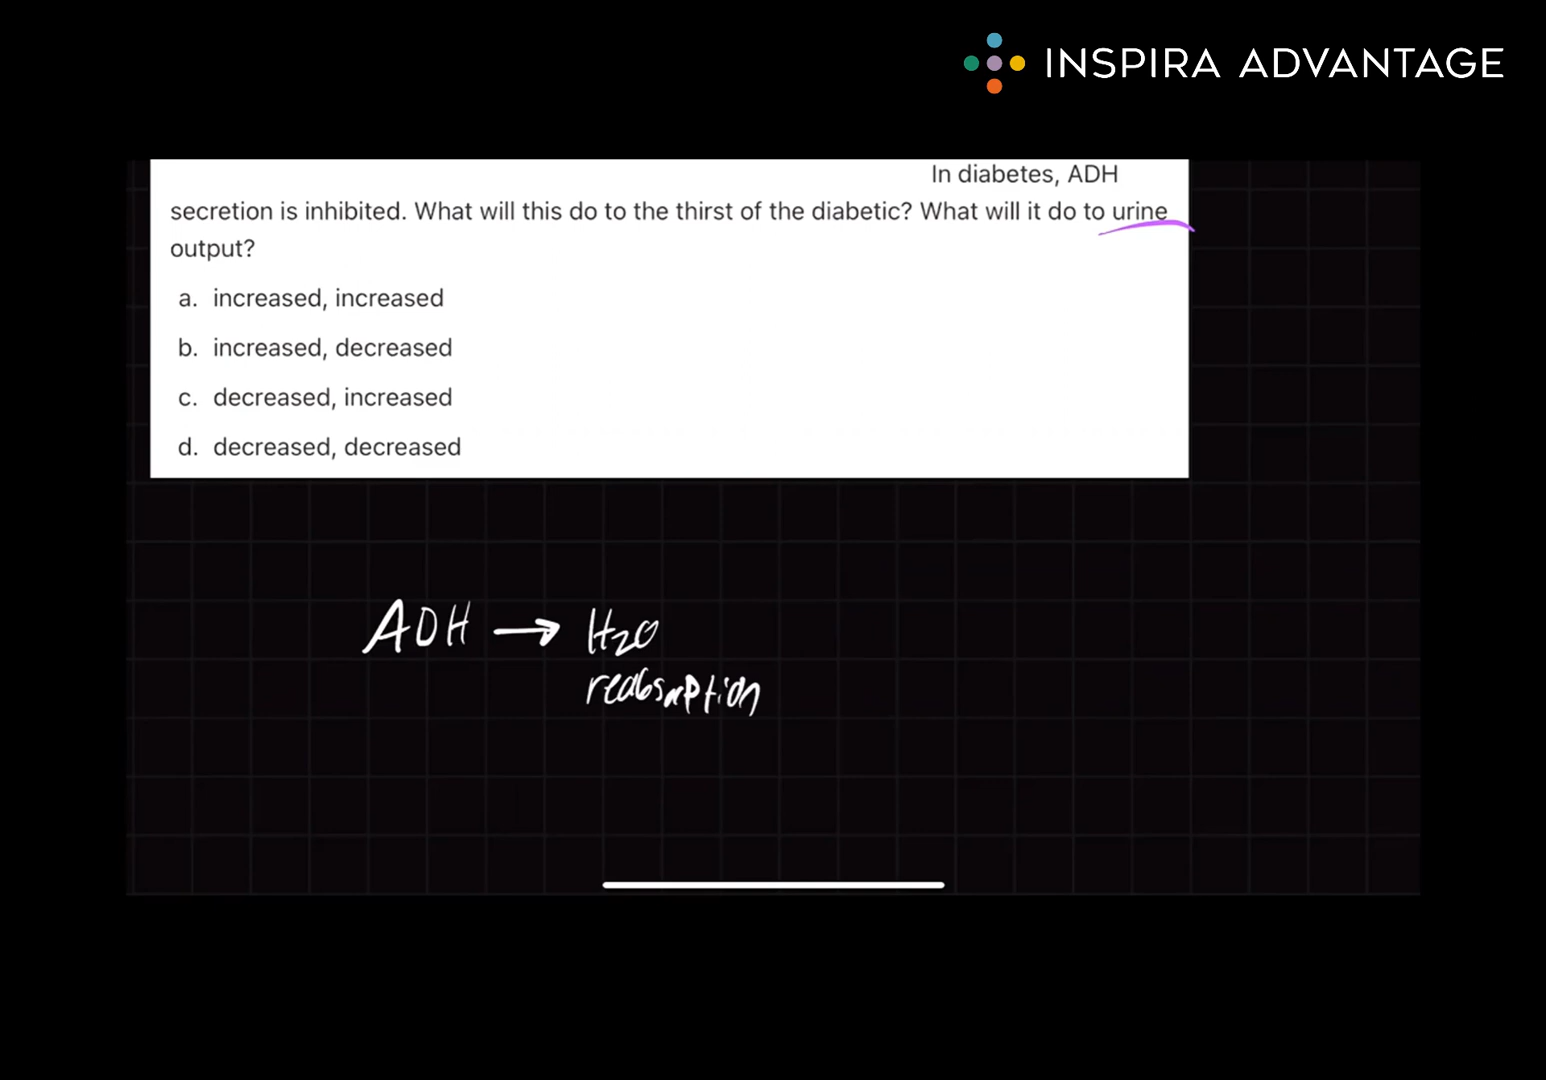 INSPIRA ADVANTAGE
In diabetes, ADH
secretion is inhibited. What will this do to the thirst of the diabetic? What will it do to urine
output?
a. increased, increased
b. increased, decreased
c. decreased, increased
d. decreased, decreased
ADH → H2O
reabsorption